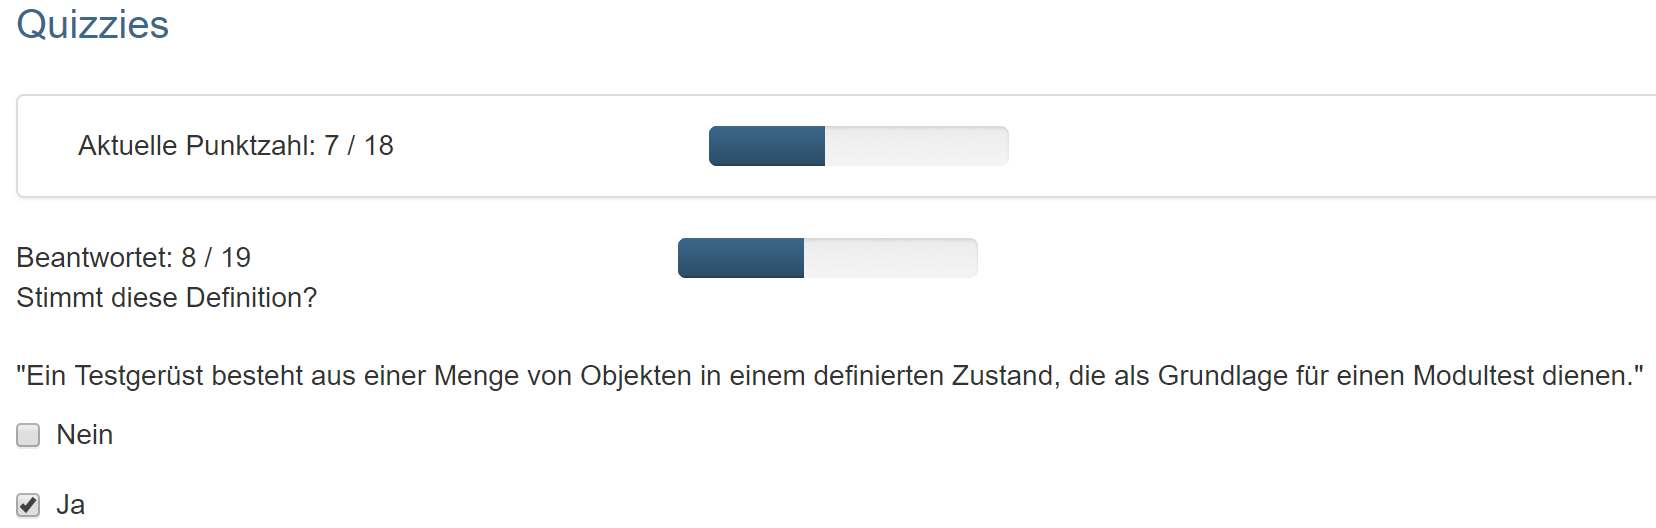 Quizzies
Aktuelle Punktzahl: 7 / 18
Beantwortet: 8 / 19
Stimmt diese Definition?
"Ein Testgerüst besteht aus einer Menge von Objekten in einem definierten Zustand, die als Grundlage für einen Modultest dienen."
Nein
Ja